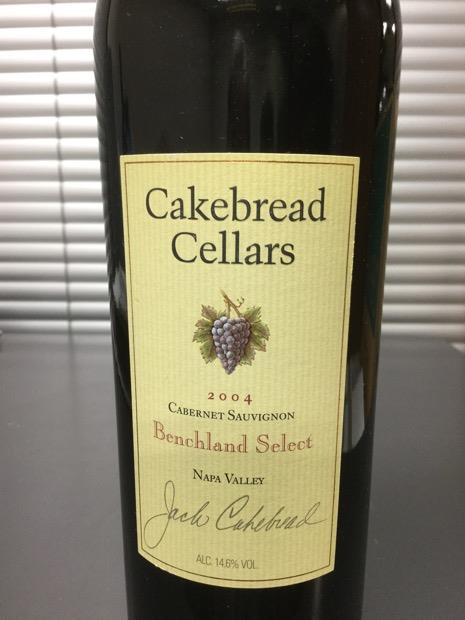 Cakebread
Cellars
2004
CABERNET SAUVIGNON
Benchland Select
NAPA VALLEY
Jack Cakebread
ALC. 14.6% VOL.